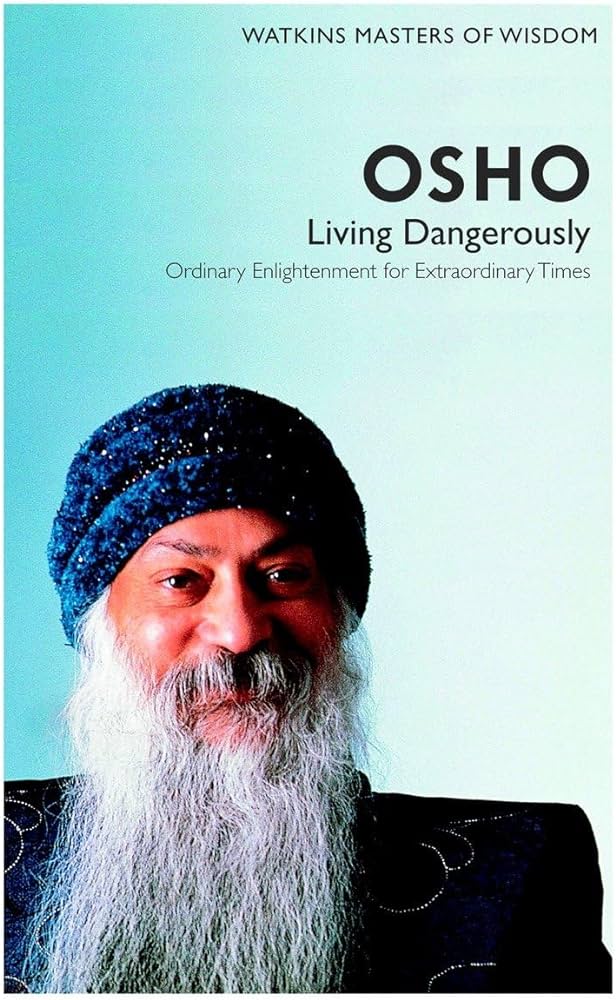 WATKINS MASTERS OF WISDOM
OSHO
Living Dangerously
Ordinary Enlightenment for Extraordinary Times